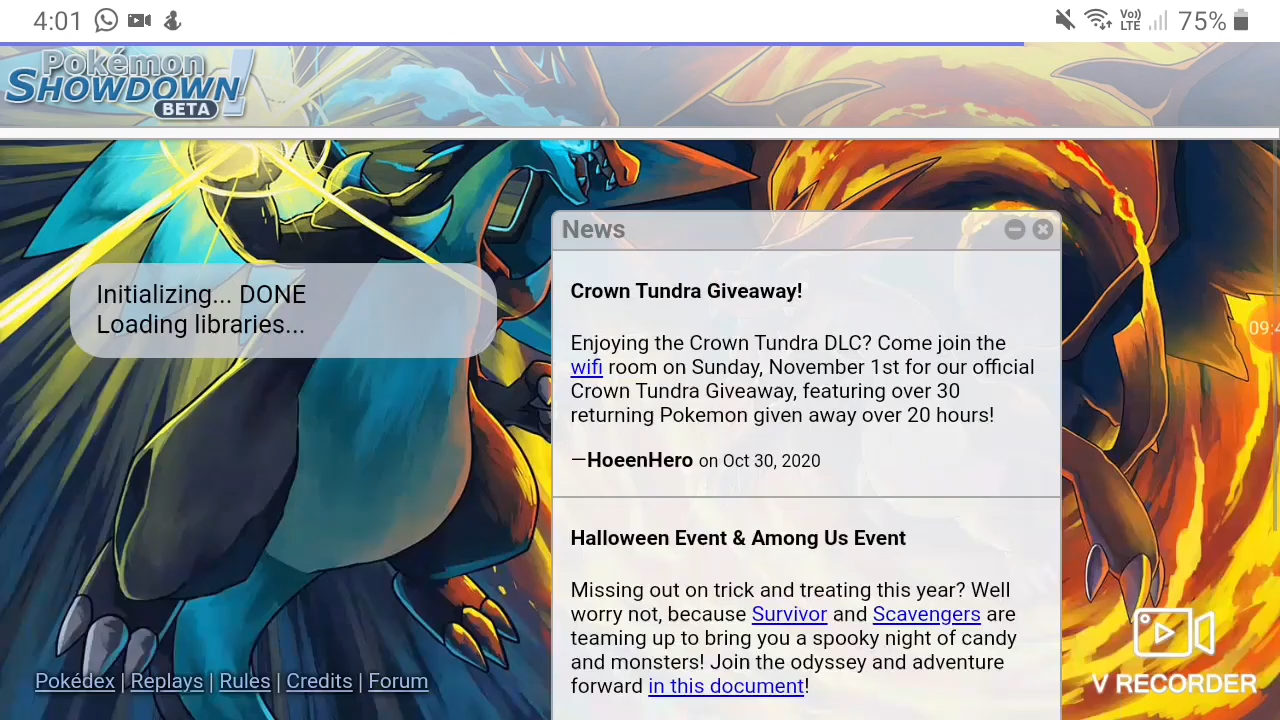 4:01
Vo)) LTE 75%
Pokémon
SHOWDOWN!
BETA
News
Initializing... DONE
Loading libraries...
Crown Tundra Giveaway!
Enjoying the Crown Tundra DLC? Come join the
wifi room on Sunday, November 1st for our official
Crown Tundra Giveaway, featuring over 30
returning Pokemon given away over 20 hours!
—HoeenHero on Oct 30, 2020
Halloween Event & Among Us Event
Missing out on trick and treating this year? Well
worry not, because Survivor and Scavengers are
teaming up to bring you a spooky night of candy
and monsters! Join the odyssey and adventure
forward in this document!
Pokédex | Replays | Rules | Credits | Forum
V RECORDER